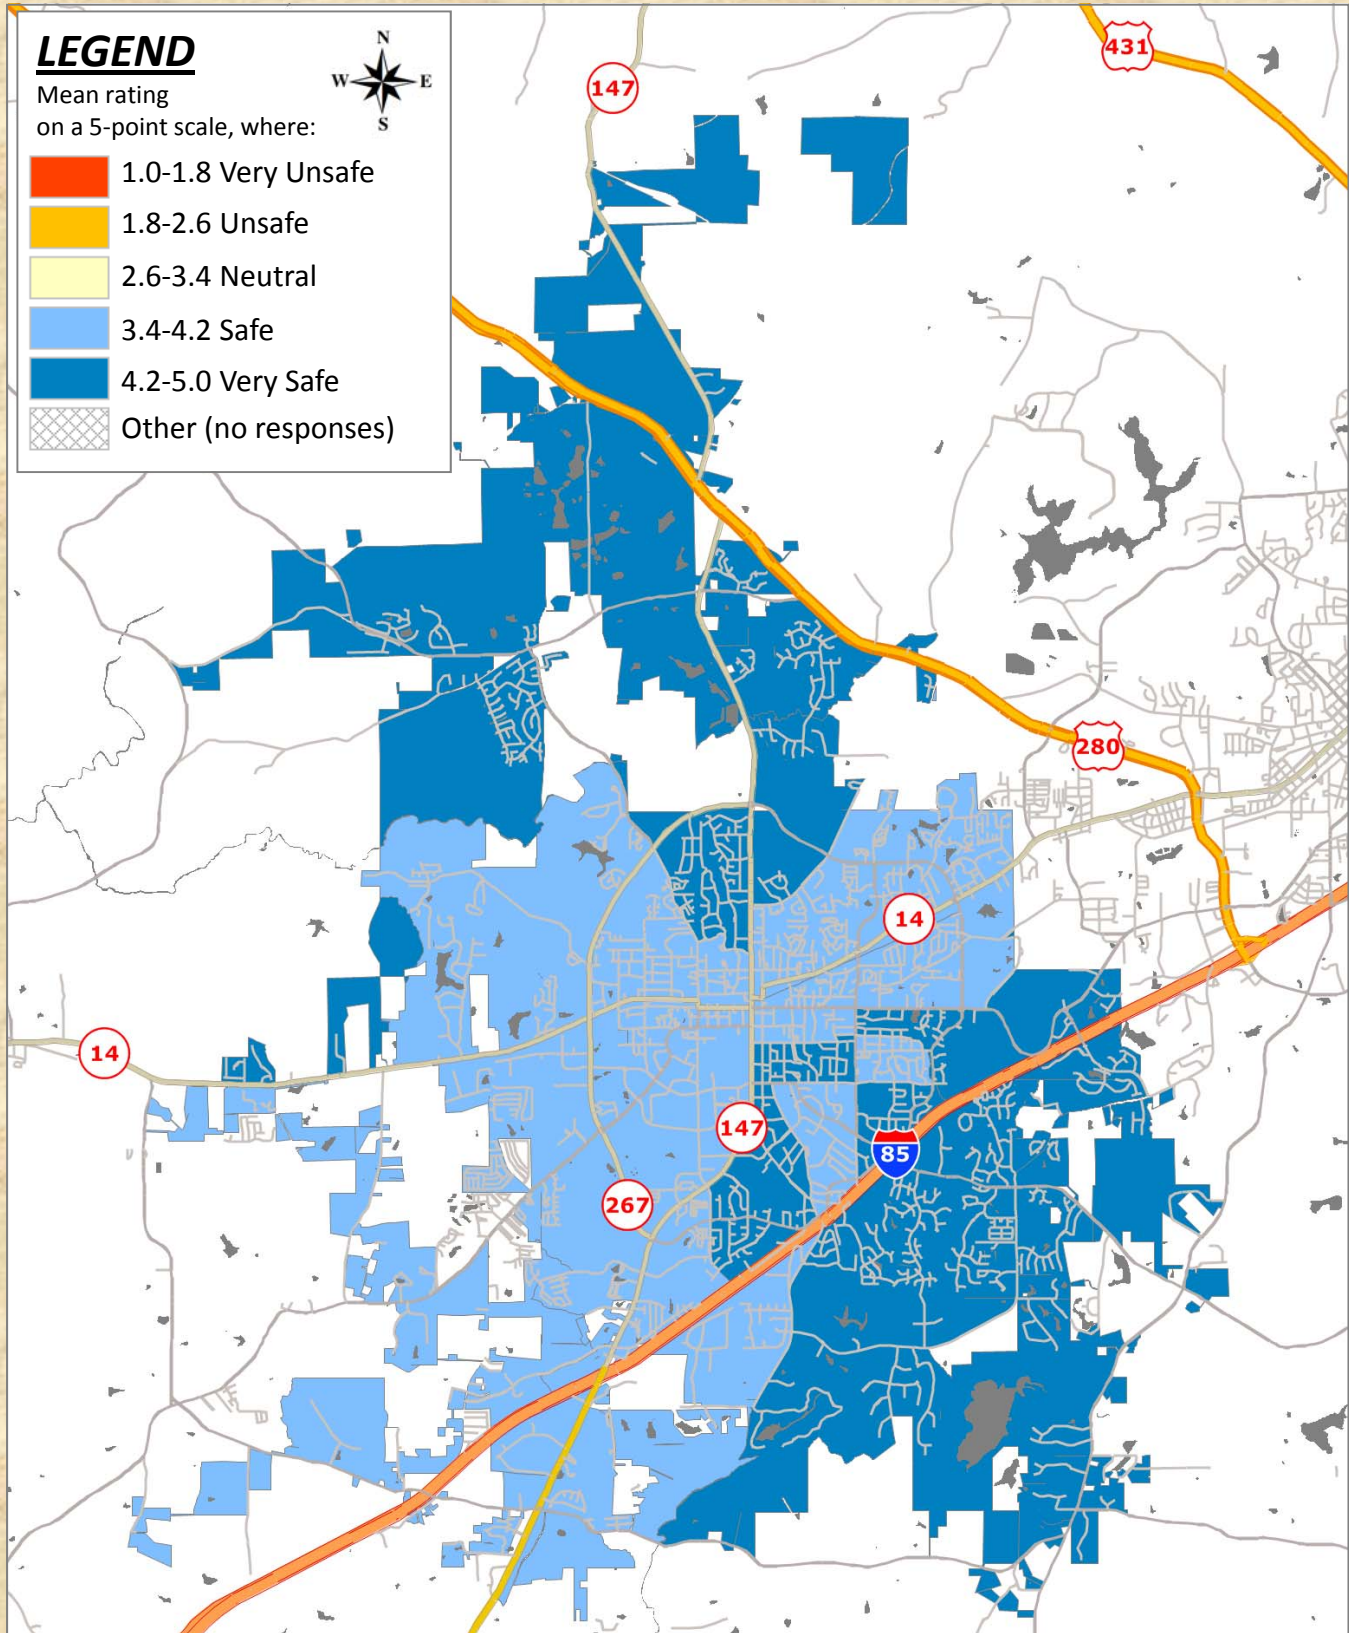 LEGEND
Mean rating
on a 5-point scale, where:
1.0-1.8 Very Unsafe
1.8-2.6 Unsafe
2.6-3.4 Neutral
3.4-4.2 Safe
4.2-5.0 Very Safe
Other (no responses)
N
W E
S
147
431
280
14
14
147
85
267